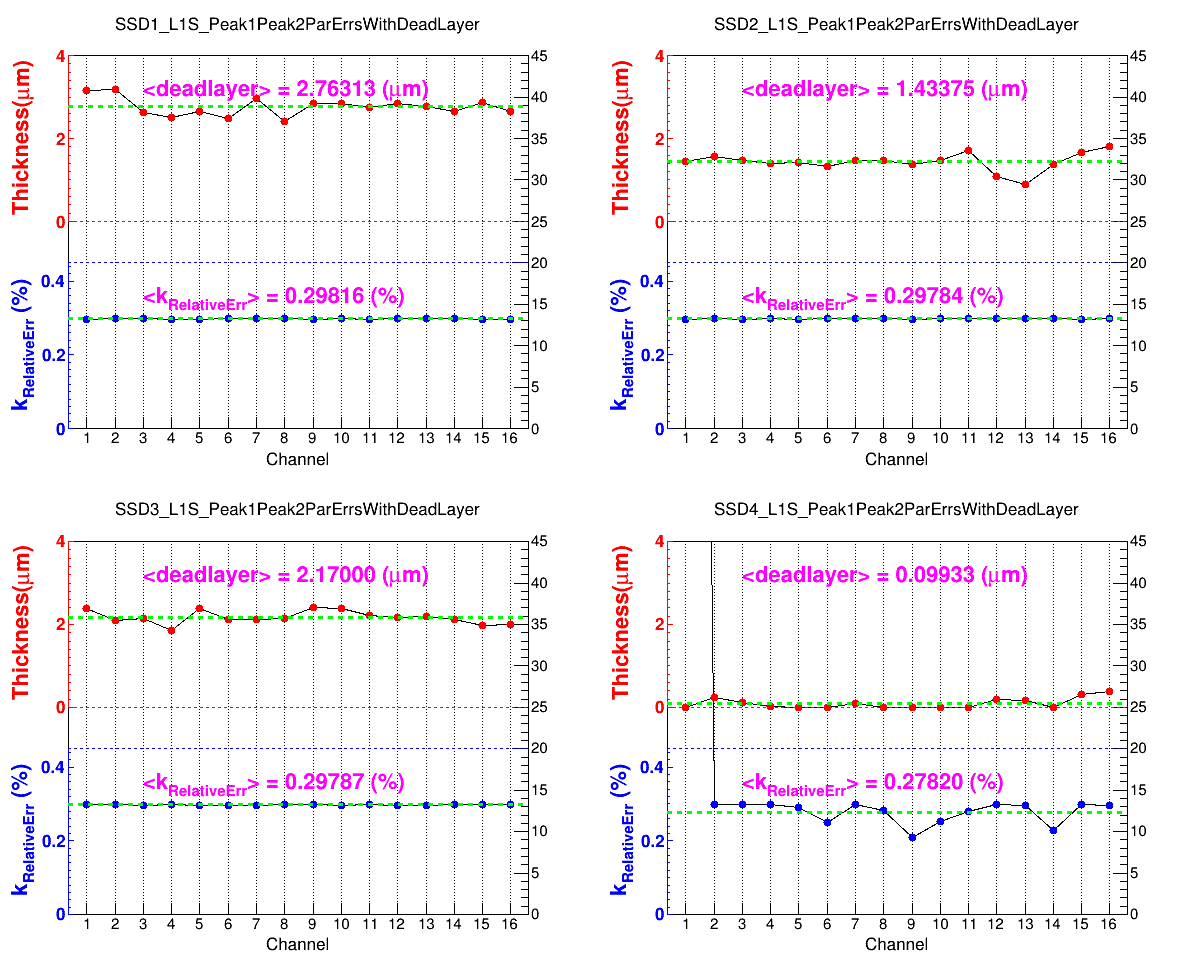 SSD1_L1S_Peak1Peak2ParErrsWithDeadLayer
Thickness(μm)
4
2
0
<deadlayer> = 2.76313 (μm)
k_RelativeErr (%)
0.4
0.2
0
<k_RelativeErr> = 0.29816 (%)
45
40
35
30
25
20
15
10
5
0
1 2 3 4 5 6 7 8 9 10 11 12 13 14 15 16
Channel
SSD2_L1S_Peak1Peak2ParErrsWithDeadLayer
Thickness(μm)
4
2
0
<deadlayer> = 1.43375 (μm)
k_RelativeErr (%)
0.4
0.2
0
<k_RelativeErr> = 0.29784 (%)
45
40
35
30
25
20
15
10
5
0
1 2 3 4 5 6 7 8 9 10 11 12 13 14 15 16
Channel
SSD3_L1S_Peak1Peak2ParErrsWithDeadLayer
Thickness(μm)
4
2
0
<deadlayer> = 2.17000 (μm)
k_RelativeErr (%)
0.4
0.2
0
<k_RelativeErr> = 0.29787 (%)
45
40
35
30
25
20
15
10
5
0
1 2 3 4 5 6 7 8 9 10 11 12 13 14 15 16
Channel
SSD4_L1S_Peak1Peak2ParErrsWithDeadLayer
Thickness(μm)
4
2
0
<deadlayer> = 0.09933 (μm)
k_RelativeErr (%)
0.4
0.2
0
<k_RelativeErr> = 0.27820 (%)
45
40
35
30
25
20
15
10
5
0
1 2 3 4 5 6 7 8 9 10 11 12 13 14 15 16
Channel